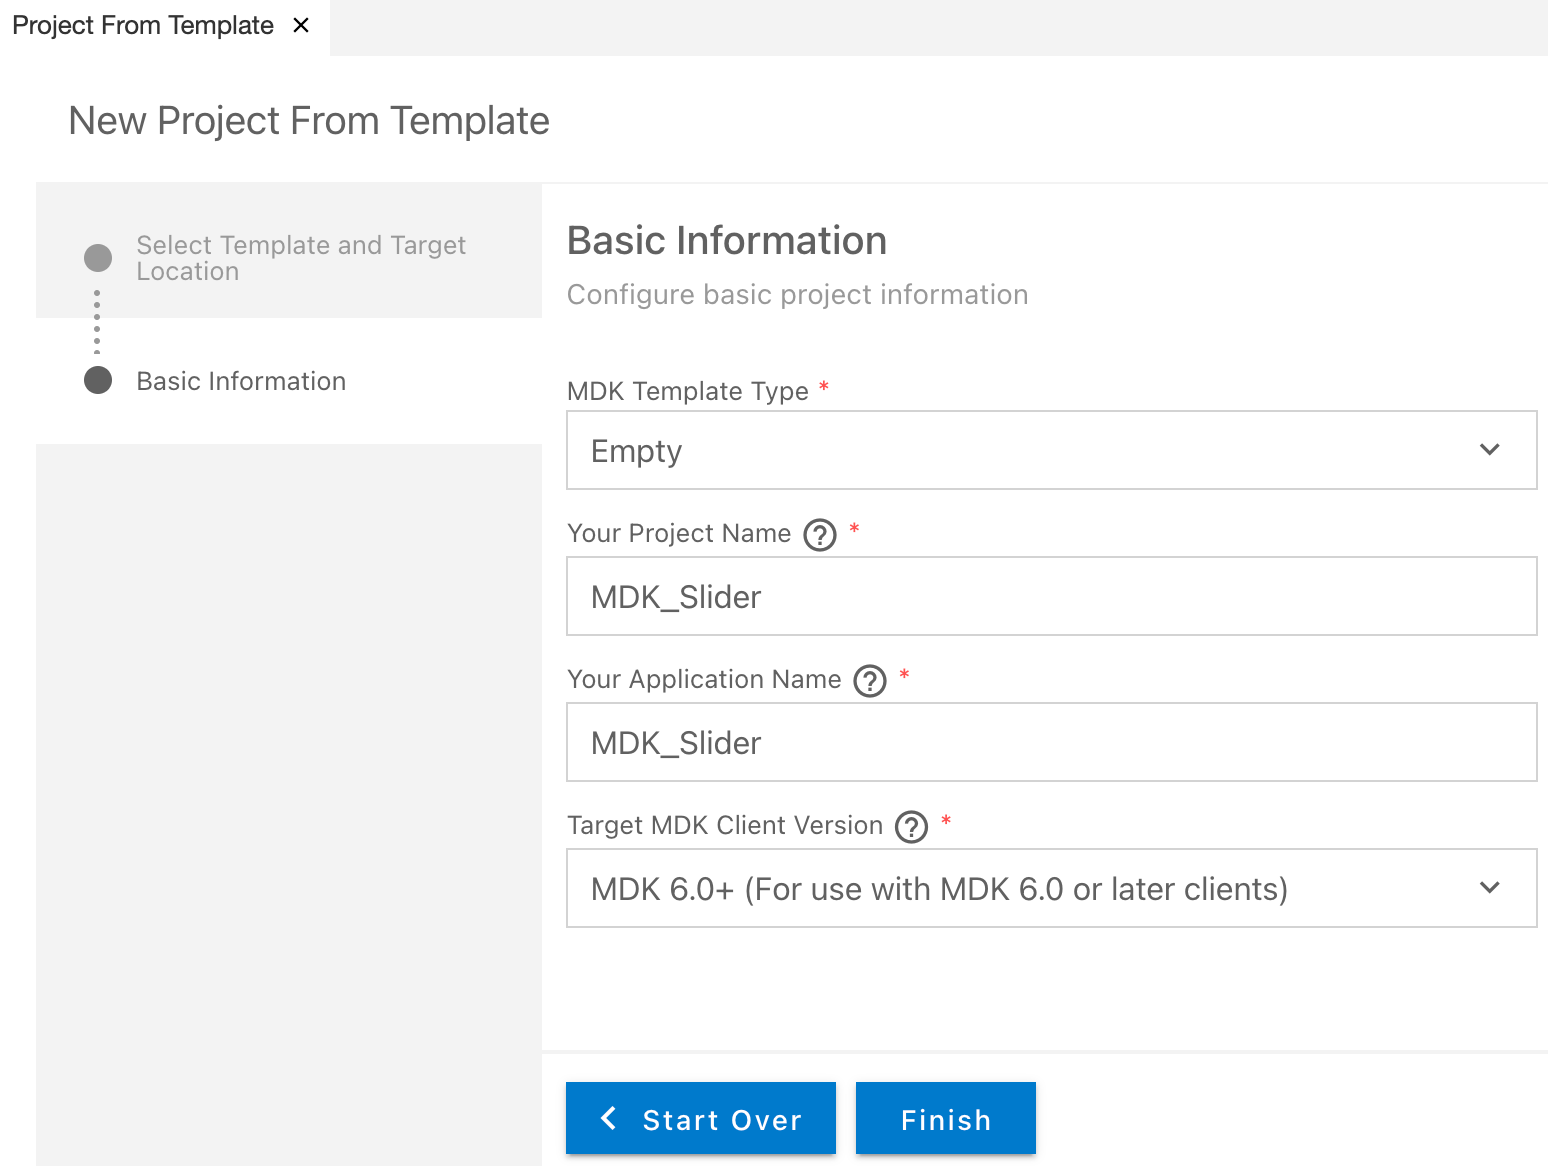 Project From Template
New Project From Template
Select Template and Target
Location
Basic Information
Basic Information
Configure basic project information
MDK Template Type *
Empty
Your Project Name ? *
MDK_Slider
Your Application Name ? *
MDK_Slider
Target MDK Client Version ? *
MDK 6.0+ (For use with MDK 6.0 or later clients)
Start Over
Finish